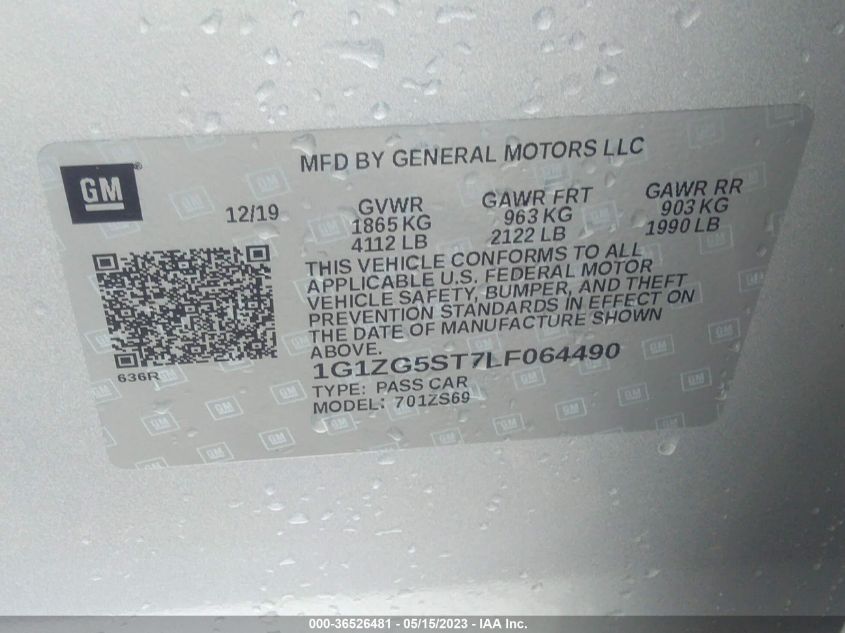 MFD BY GENERAL MOTORS LLC
GM
12/19
GVWR
1865 KG
4112 LB
GAWR FRT
963 KG
2122 LB
GAWR RR
903 KG
1990 LB
THIS VEHICLE CONFORMS TO ALL
APPLICABLE U.S. FEDERAL MOTOR
VEHICLE SAFETY, BUMPER, AND THEFT
PREVENTION STANDARDS IN EFFECT ON
THE DATE OF MANUFACTURE SHOWN
ABOVE.
636R
1G1ZG5ST7LF064490
TYPE: PASS CAR
MODEL: 701ZS69
000-36526481 - 05/15/2023 - IAA Inc.